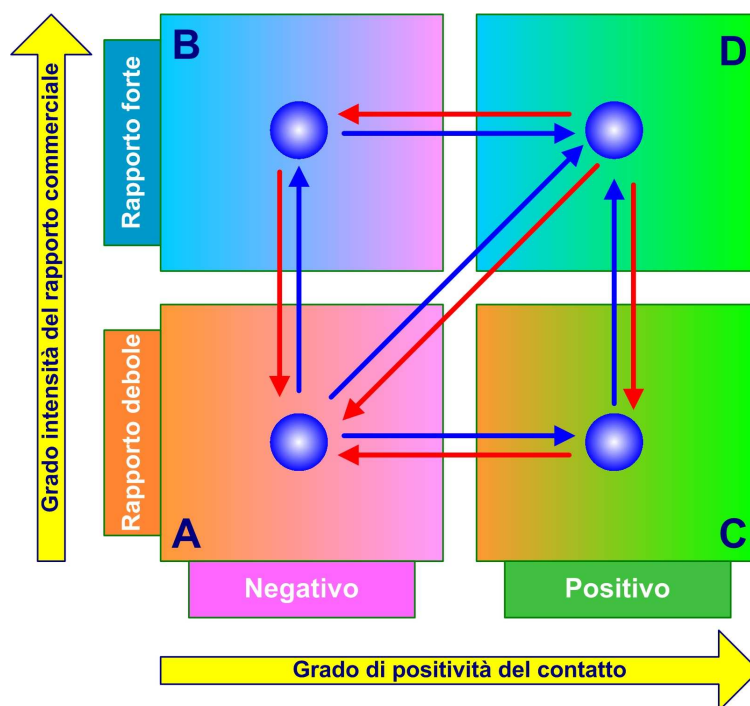 B
D
Grado intensità del rapporto commerciale
Rapporto forte
Rapporto debole
A
C
Negativo
Positivo
Grado di positività del contatto